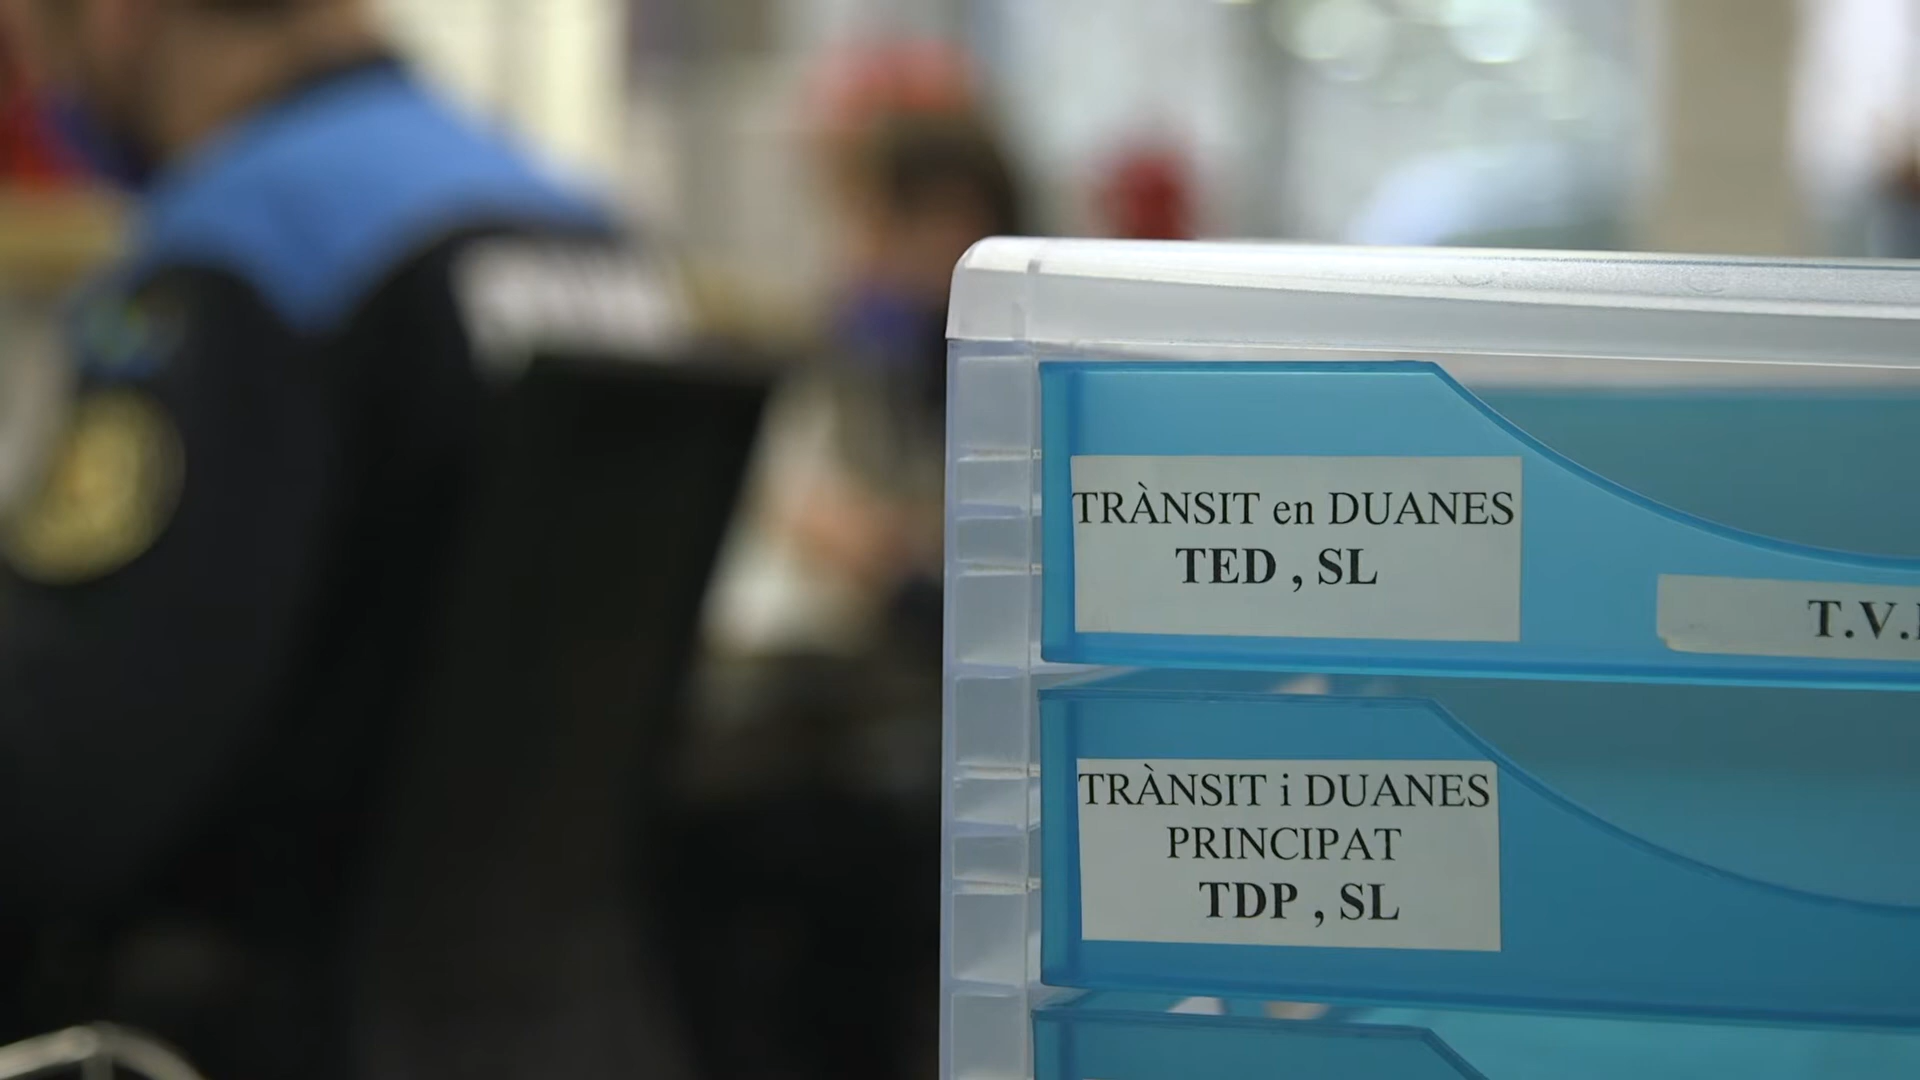 TRÀNSIT en DUANES
TED , SL
T.V.
TRÀNSIT i DUANES
PRINCIPAT
TDP , SL